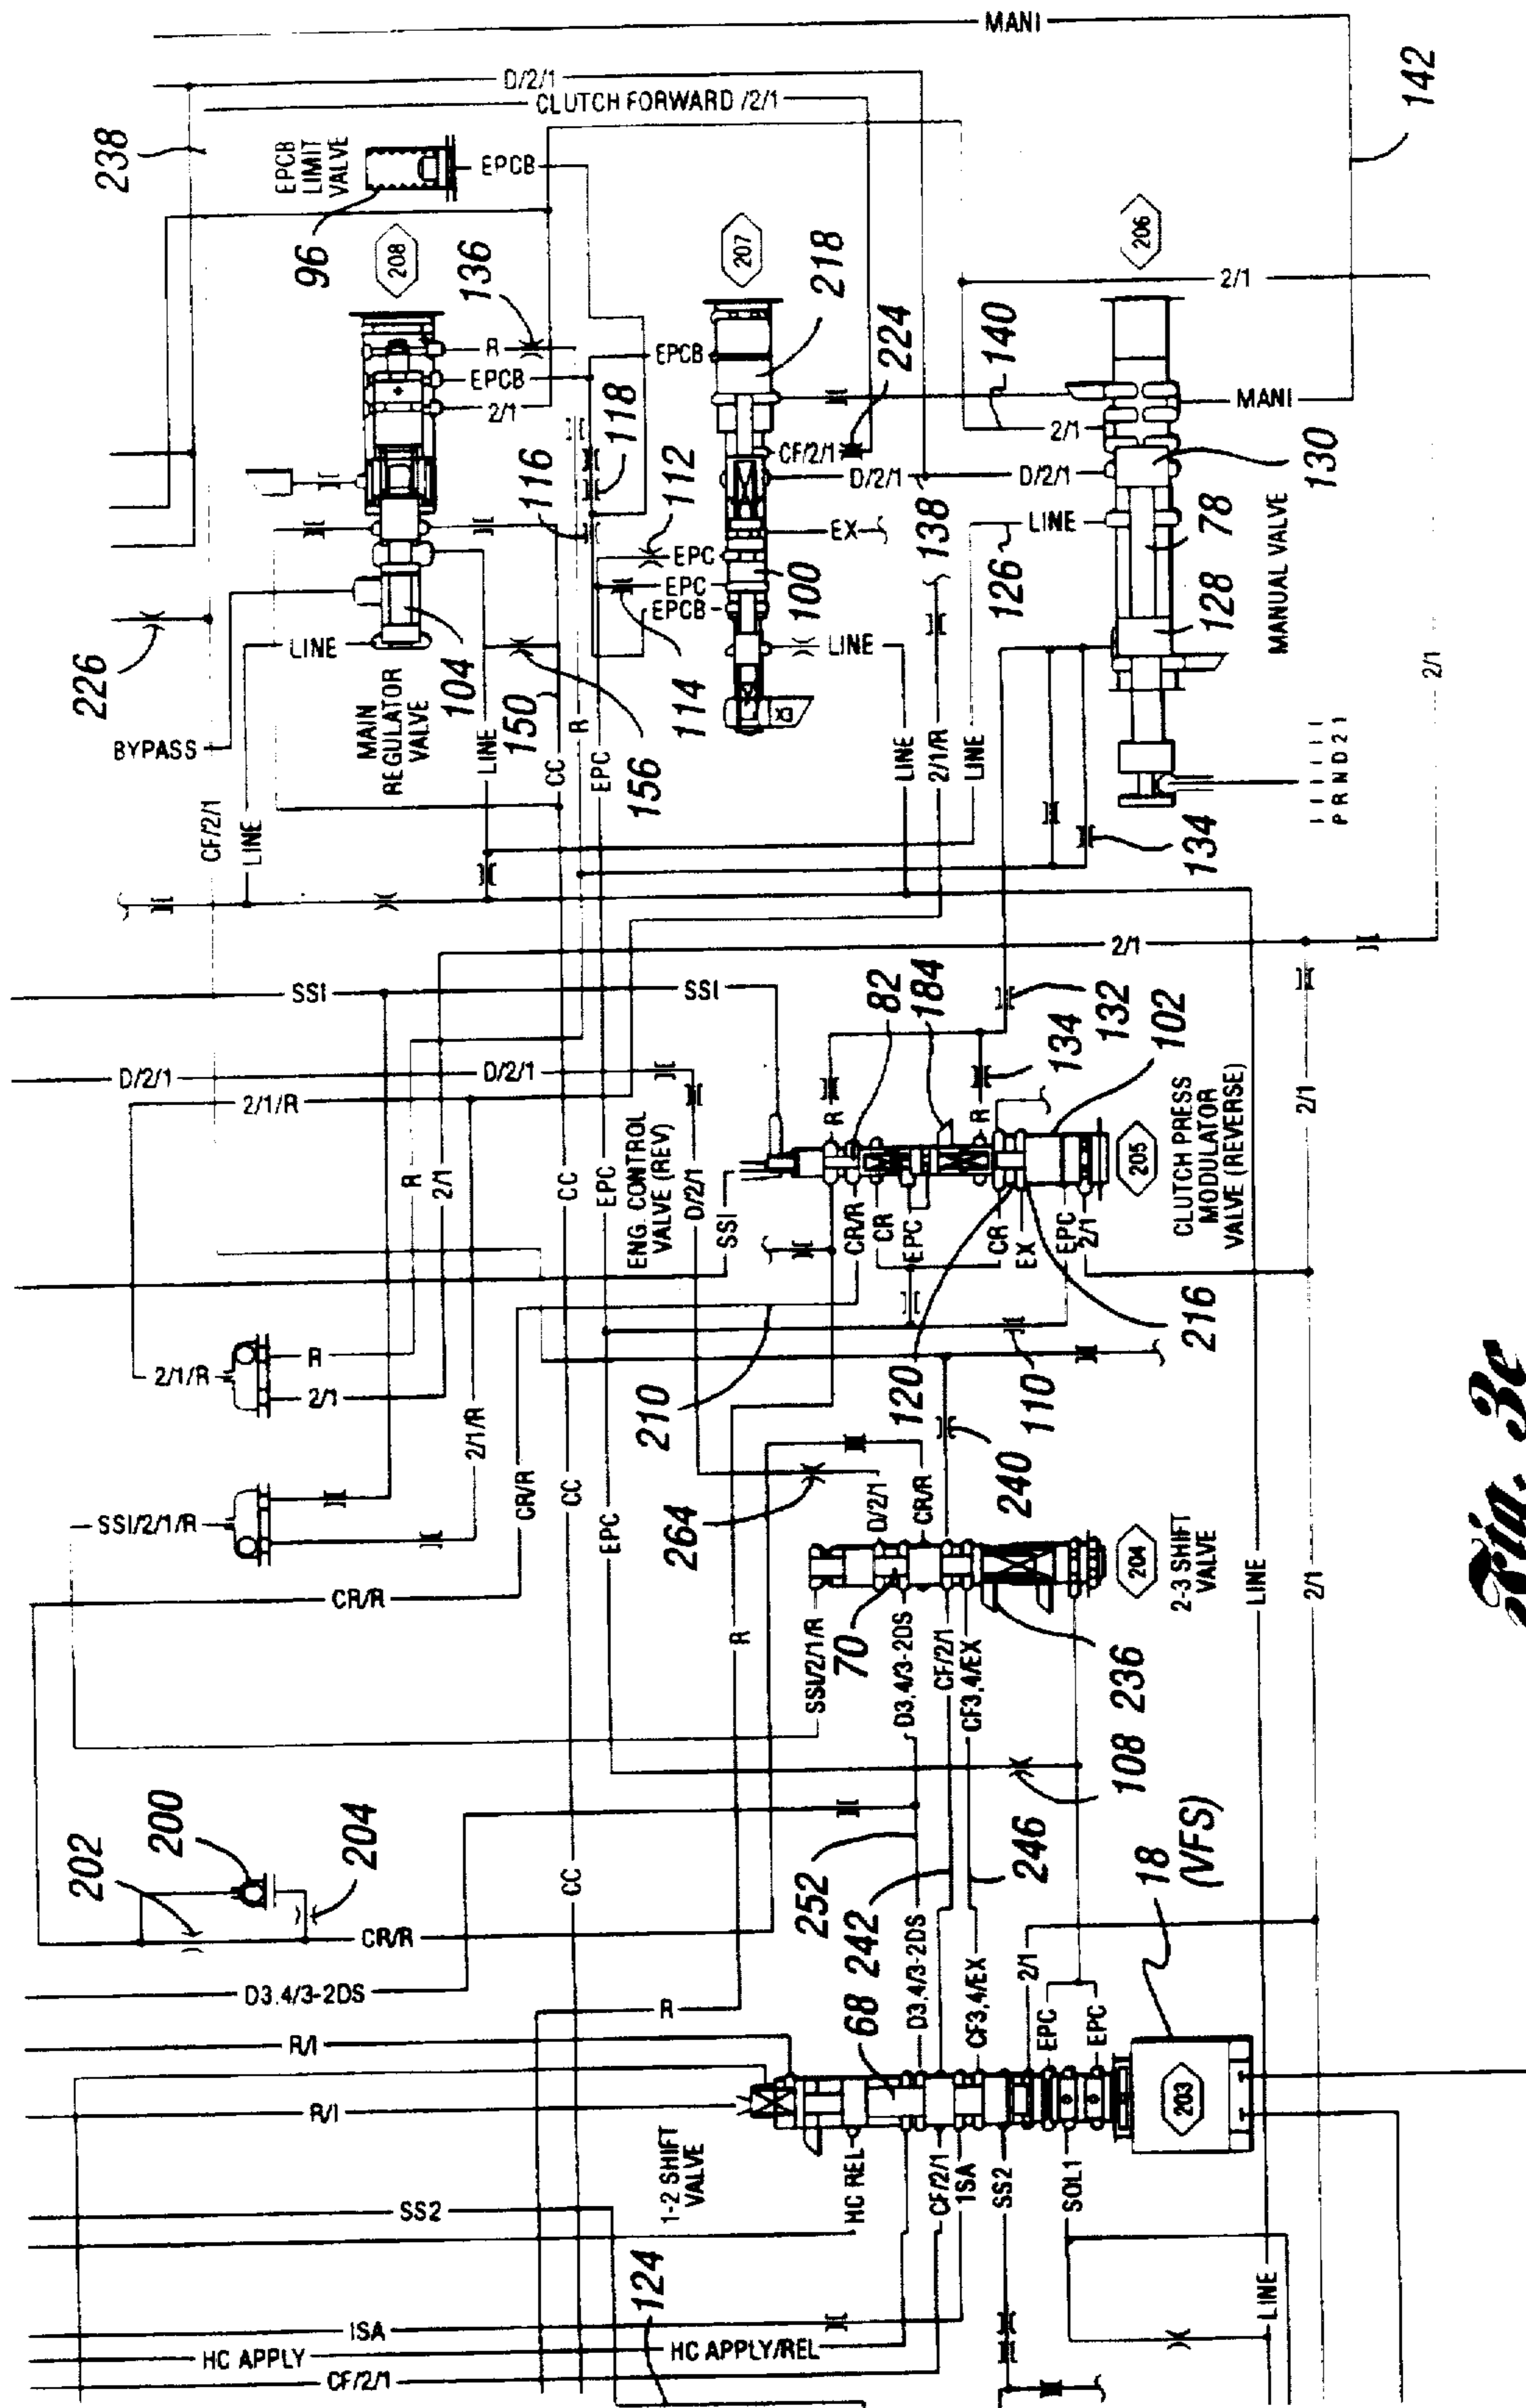 MANI
D/2/1
CLUTCH FORWARD /2/1
142
238
EPCB
LIMIT
VALVE
EPCB
96
208
136
207
218
206
2/1
R
EPCB
2/1
EPCB
224
140
MANI
2/1
116
118
112
CF/2/1
D/2/1
D/2/1
130
226
EX
138
LINE
126
78
EPC
EPC
EPCB
100
128
MANUAL VALVE
LINE
104
LINE
2/1
BYPASS
MAIN
REGULATOR
VALVE
LINE
150
156
114
CC
R
EPC
LINE
2/1/R
LINE
PRND21
134
CF/2/1
LINE
2/1
SSI
SSI
82
184
132
102
134
D/2/1
D/2/1
2/1/R
R
R
R
2/1
CC
EPC
ENG. CONTROL
VALVE (REV)
D/2/1
SSI
CR/R
CR
EPC
CR
EX
EPC
2/1
205
CLUTCH PRESS
MODULATOR
VALVE (REVERSE)
2/1
216
R
2/1/R
2/1
2/1/R
210
120
110
240
264
CR/R
CC
EPC
D/2/1
CR/R
SSI/2/1/R
204
2-3 SHIFT
VALVE
LINE
2/1
CR/R
R
SSI/2/1/R
70
D3,4/3-2DS
CF/2/1
CF3,4/EX
236
108
200
202
204
252
242
246
18
(VFS)
CR/R
CC
D3.4/3-2DS
R
68
D3,4/3-2DS
CF3,4/EX
2/1
EPC
EPC
R/I
R/I
203
1-2 SHIFT
VALVE
SS2
HC REL
CF/2/1
1SA
SS2
SOL1
124
ISA
HC APPLY
HC APPLY/REL
CF/2/1
LINE
Fig. 3c